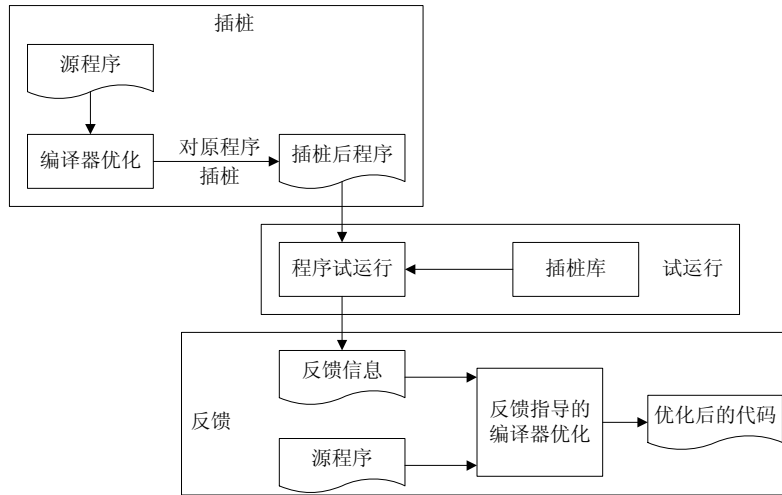 插桩
源程序
编译器优化
对原程序
插桩
插桩后程序
程序试运行
插桩库
试运行
反馈
反馈信息
源程序
反馈指导的
编译器优化
优化后的代码